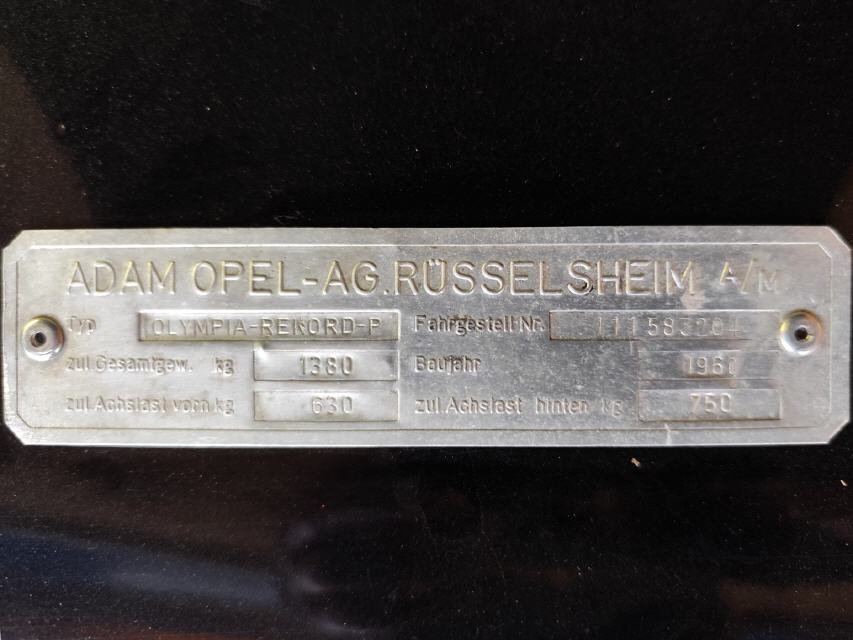 ADAM OPEL-AG. RÜSSELSHEIM A/M
Typ OLYMPIA-REKORD-P Fahrgestell Nr.
zul Gesamtgew. kg 1380 Baujahr
zul Achslast vorn kg 630 zul Achslast hinten kg 750